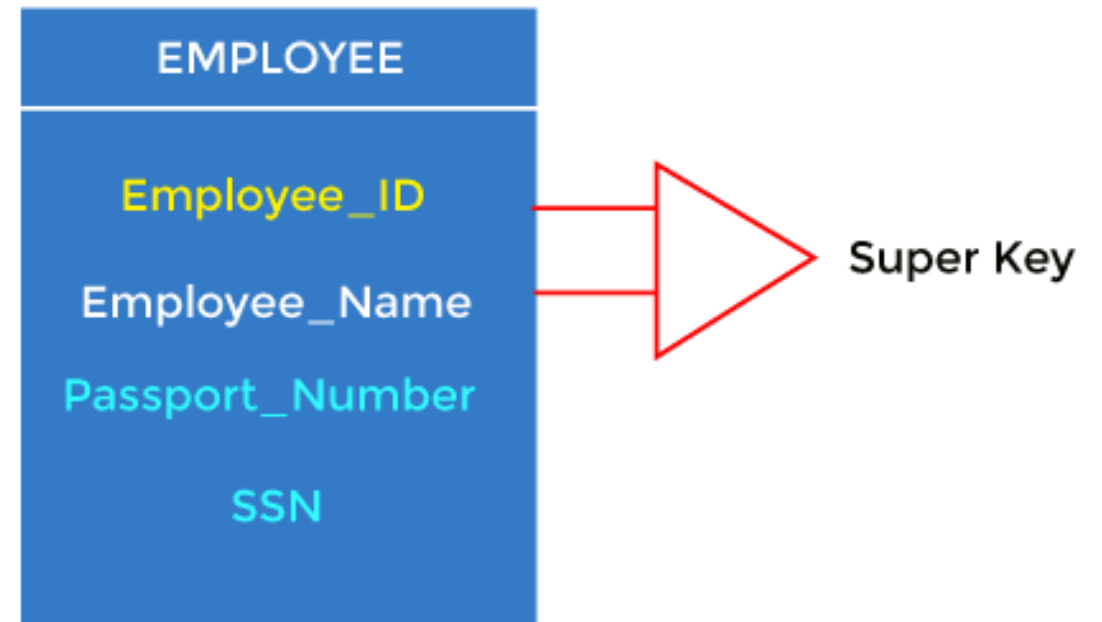 EMPLOYEE
Employee_ID
Employee_Name
Super Key
Passport_Number
SSN